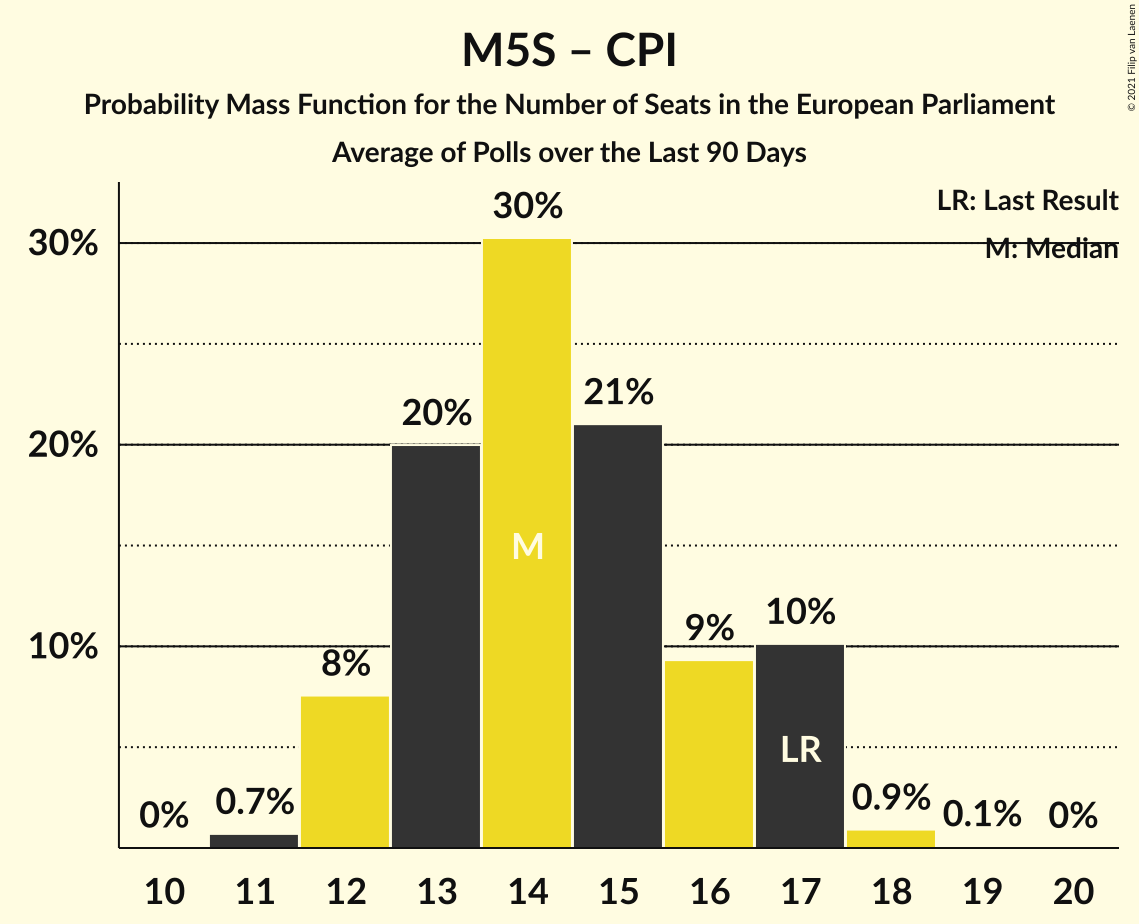 M5S – CPI
Probability Mass Function for the Number of Seats in the European Parliament
Average of Polls over the Last 90 Days
© 2021 Filip van Laenen
LR: Last Result
M: Median
30%
20%
10%
0%
0.7%
8%
20%
30%
21%
9%
10%
0.9%
0.1%
0%
M
LR
10 11 12 13 14 15 16 17 18 19 20